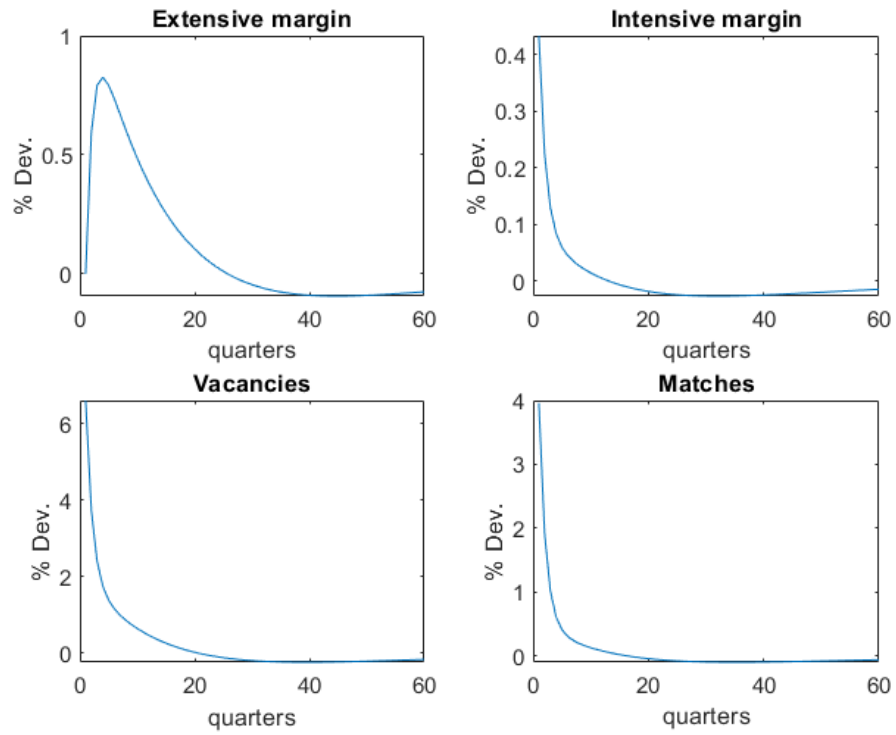 Extensive margin
1
0.5
0
% Dev.
0 20 40 60
quarters
Intensive margin
0.4
0.3
0.2
0.1
0
% Dev.
0 20 40 60
quarters
Vacancies
6
4
2
0
% Dev.
0 20 40 60
quarters
Matches
4
3
2
1
0
% Dev.
0 20 40 60
quarters